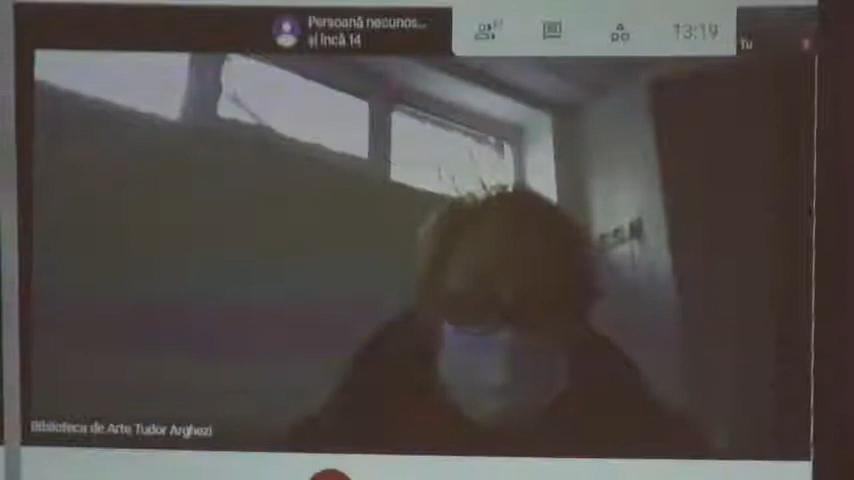 Persoană necunos...
și încă 14
13:19
Tu
Biblioteca de Arte Tudor Arghezi